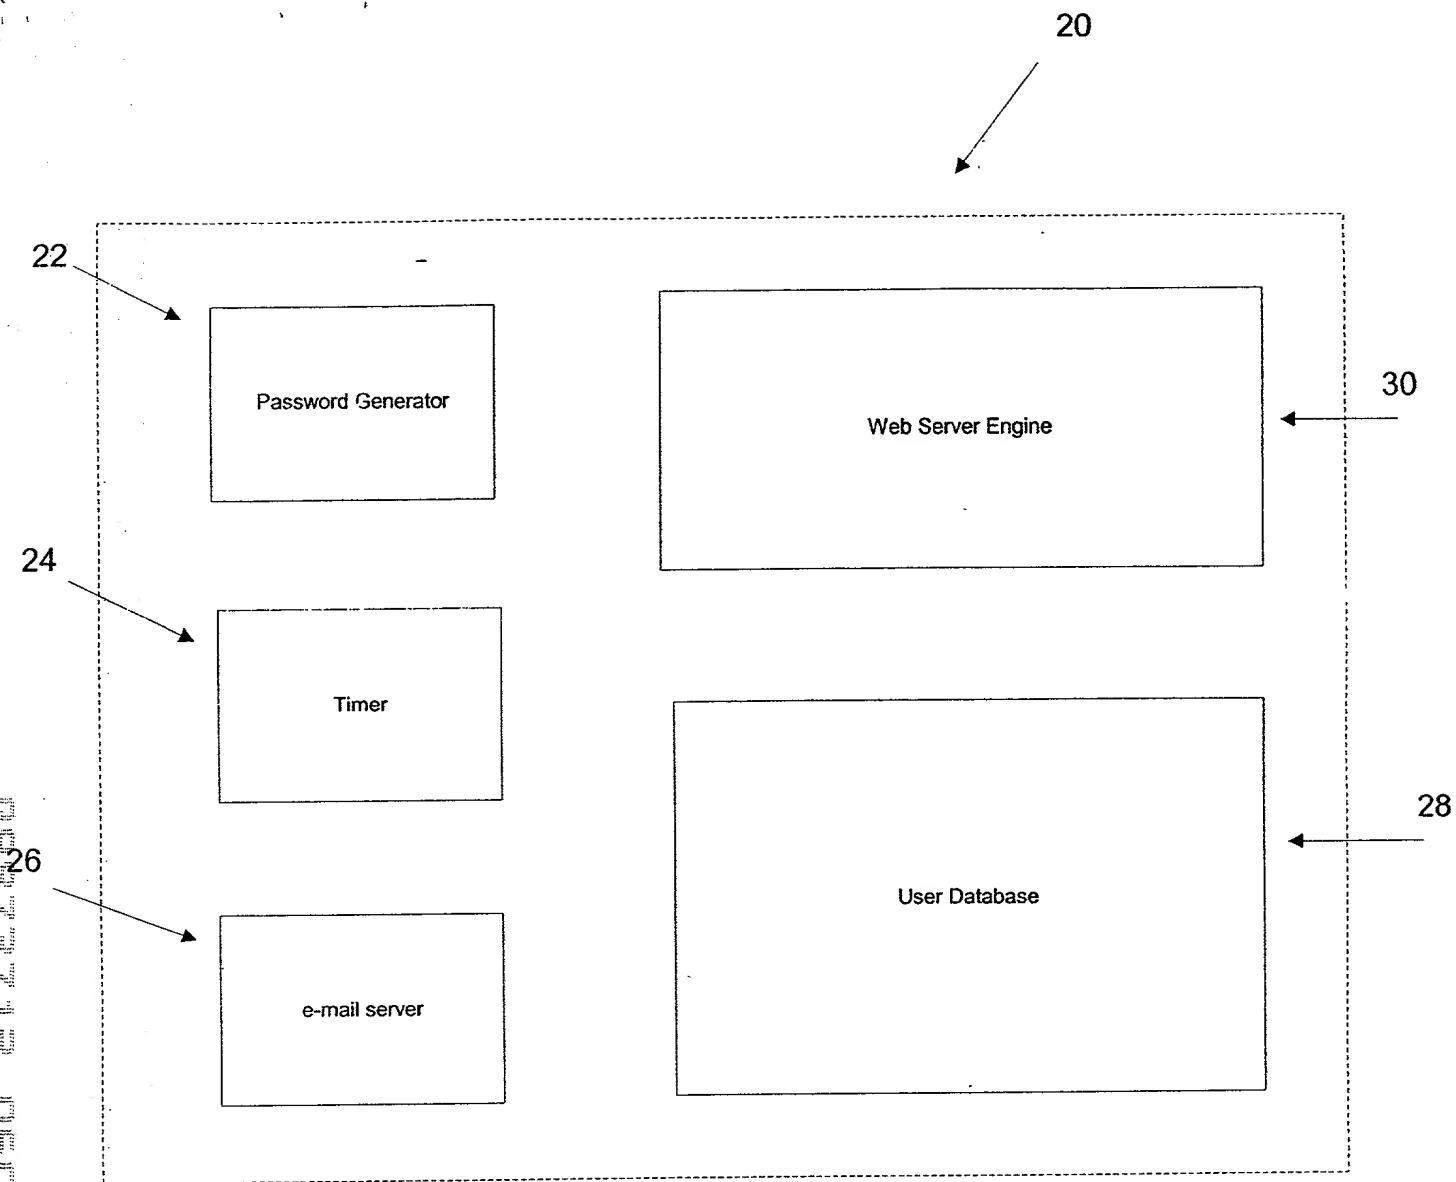 20
22
Password Generator
Web Server Engine
30
24
Timer
28
26
User Database
e-mail server